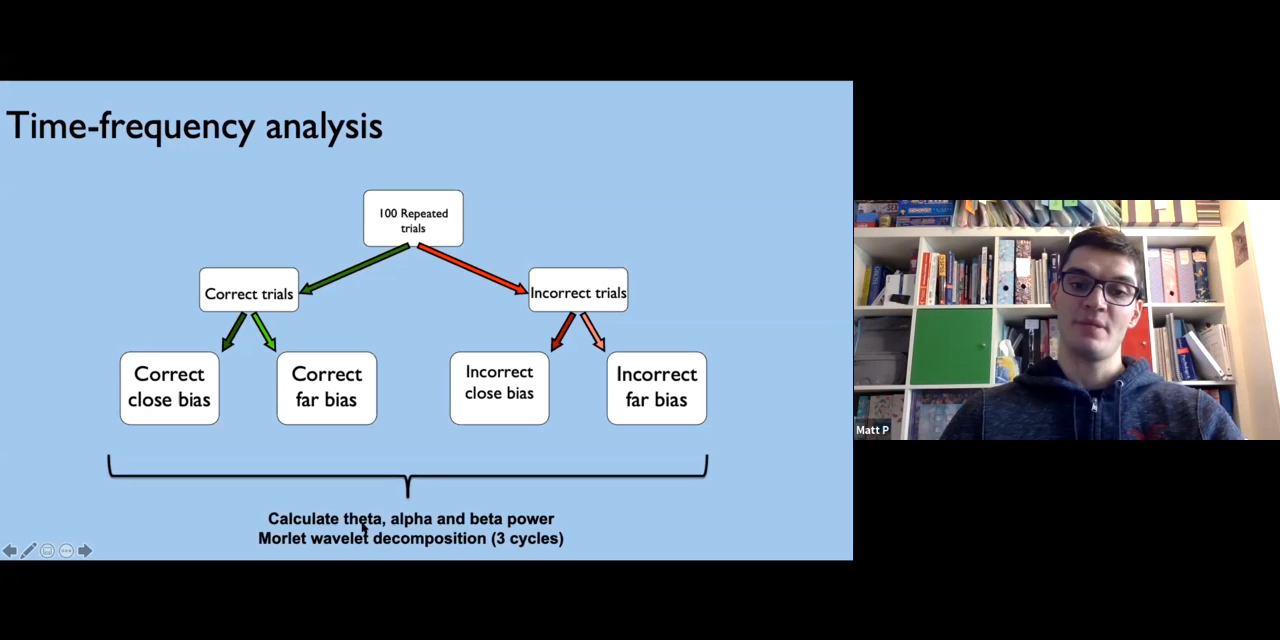 Time-frequency analysis
100 Repeated
trials
Correct trials
Incorrect trials
Correct
close bias
Correct
far bias
Incorrect
close bias
Incorrect
far bias
Calculate theta, alpha and beta power
Morlet wavelet decomposition (3 cycles)
Matt P